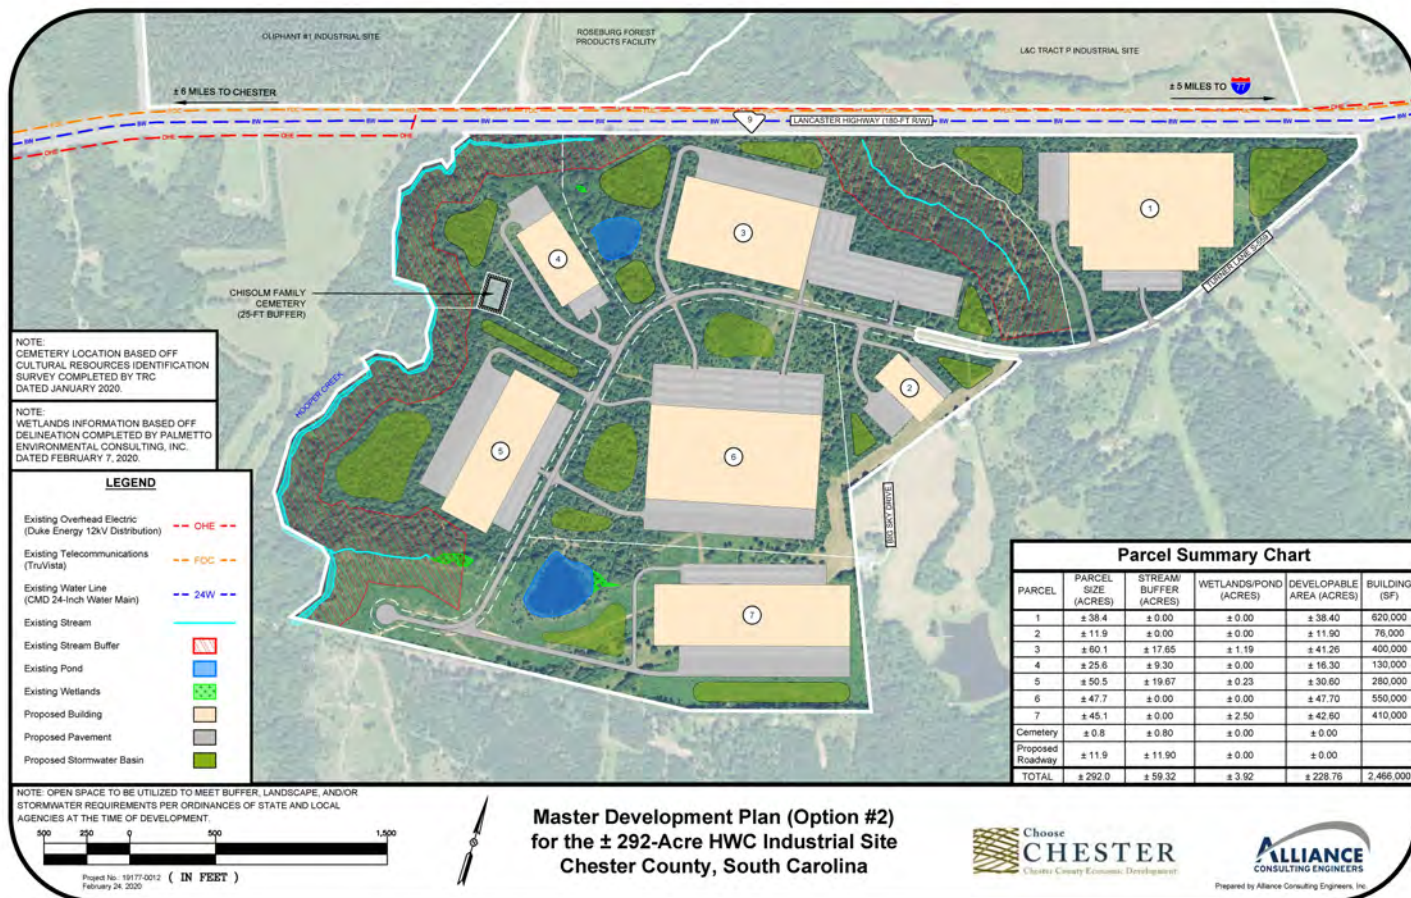 OLIPHANT #1 INDUSTRIAL SITE
ROSEBURG FOREST
PRODUCTS FACILITY
L&C TRACT P INDUSTRIAL SITE
± 6 MILES TO CHESTER
± 5 MILES TO
77
FOC
BW
OHE
9
LANCASTER HIGHWAY (180-FT R/W)
TURNER LANE S-559
BIG SKY DRIVE
HOOPER CREEK
CHISOLM FAMILY
CEMETERY
(25-FT BUFFER)
1
2
3
4
5
6
7
NOTE:
CEMETERY LOCATION BASED OFF
CULTURAL RESOURCES IDENTIFICATION
SURVEY COMPLETED BY TRC
DATED JANUARY 2020.
NOTE:
WETLANDS INFORMATION BASED OFF
DELINEATION COMPLETED BY PALMETTO
ENVIRONMENTAL CONSULTING, INC.
DATED FEBRUARY 7, 2020.
LEGEND
Existing Overhead Electric
(Duke Energy 12kV Distribution)
OHE
Existing Telecommunications
(TruVista)
FOC
Existing Water Line
(CMD 24-Inch Water Main)
24W
Existing Stream
Existing Stream Buffer
Existing Pond
Existing Wetlands
Proposed Building
Proposed Pavement
Proposed Stormwater Basin
Parcel Summary Chart
PARCEL PARCEL SIZE (ACRES) STREAM/ BUFFER (ACRES) WETLANDS/POND (ACRES) DEVELOPABLE AREA (ACRES) BUILDING (SF)
1 ± 38.4 ± 0.00 ± 0.00 ± 38.40 620,000
2 ± 11.9 ± 0.00 ± 0.00 ± 11.90 76,000
3 ± 60.1 ± 17.65 ± 1.19 ± 41.26 400,000
4 ± 25.6 ± 9.30 ± 0.00 ± 16.30 130,000
5 ± 50.5 ± 19.67 ± 0.23 ± 30.60 280,000
6 ± 47.7 ± 0.00 ± 0.00 ± 47.70 550,000
7 ± 45.1 ± 0.00 ± 2.50 ± 42.60 410,000
Cemetery ± 0.8 ± 0.80 ± 0.00 ± 0.00
Proposed Roadway ± 11.9 ± 11.90 ± 0.00 ± 0.00
TOTAL ± 292.0 ± 59.32 ± 3.92 ± 228.76 2,466,000
NOTE: OPEN SPACE TO BE UTILIZED TO MEET BUFFER, LANDSCAPE, AND/OR
STORMWATER REQUIREMENTS PER ORDINANCES OF STATE AND LOCAL
AGENCIES AT THE TIME OF DEVELOPMENT.
500 250 0 500 1,500
Project No.: 19177-0012 ( IN FEET )
February 24, 2020
Master Development Plan (Option #2)
for the ± 292-Acre HWC Industrial Site
Chester County, South Carolina
Choose
CHESTER
Chester County Economic Development
ALLIANCE
CONSULTING ENGINEERS
Prepared by Alliance Consulting Engineers, Inc.